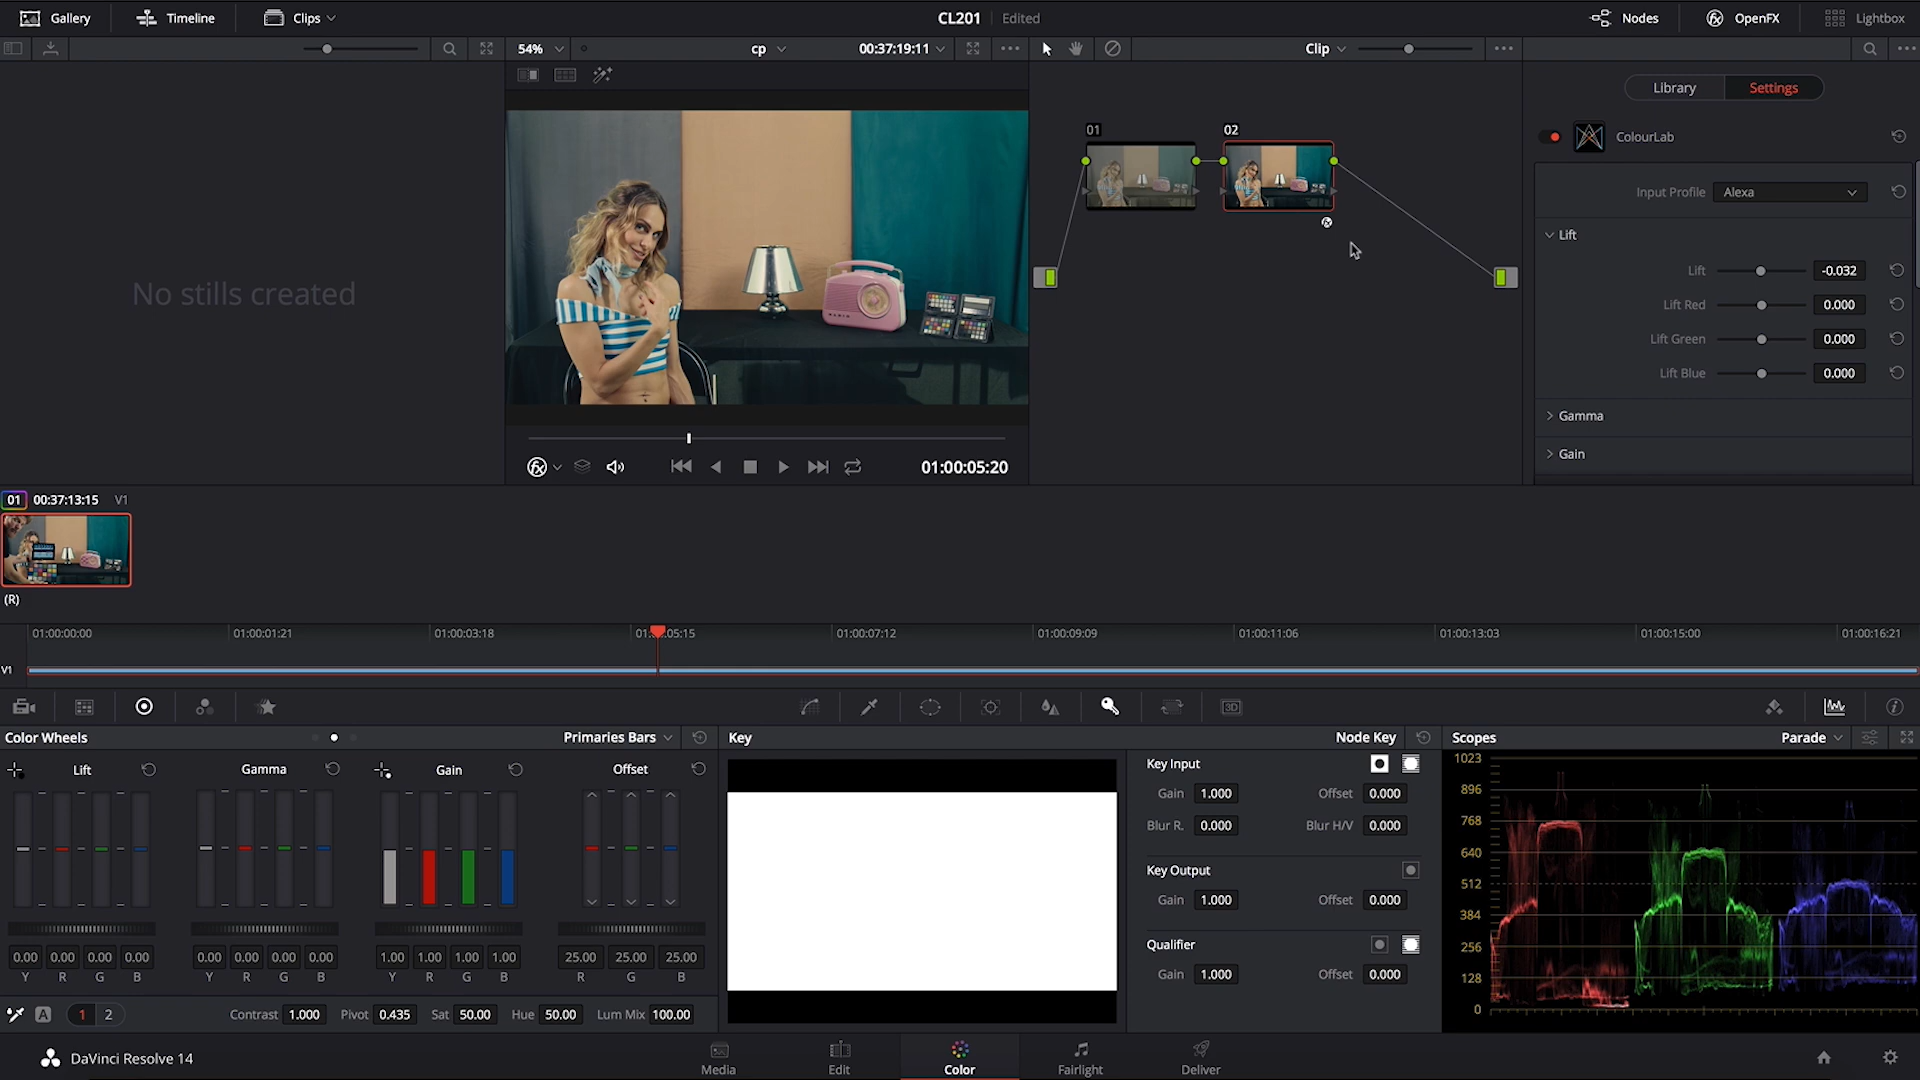 Gallery Timeline Clips CL201 Edited Nodes OpenFX Lightbox
54% cp 00:37:19:11 Clip
Library Settings
01 02
ColourLab
Input Profile Alexa
Lift
Lift -0.032
Lift Red 0.000
Lift Green 0.000
Lift Blue 0.000
Gamma
Gain
No stills created
01:00:05:20
01 00:37:13:15 V1
(R)
01:00:00:00 01:00:01:21 01:00:03:18 01:00:05:15 01:00:07:12 01:00:09:09 01:00:11:06 01:00:13:03 01:00:15:00 01:00:16:21
V1
3D
Color Wheels Primaries Bars Key Node Key Scopes Parade
Lift Gamma Gain Offset
0.00 0.00 0.00 0.00 0.00 0.00 0.00 0.00 1.00 1.00 1.00 1.00 25.00 25.00 25.00
Y R G B Y R G B Y R G B R G B
A 1 2 Contrast 1.000 Pivot 0.435 Sat 50.00 Hue 50.00 Lum Mix 100.00
Key Input
Gain 1.000 Offset 0.000
Blur R. 0.000 Blur H/V 0.000
Key Output
Gain 1.000 Offset 0.000
Qualifier
Gain 1.000 Offset 0.000
1023
896
768
640
512
384
256
128
0
DaVinci Resolve 14 Media Edit Color Fairlight Deliver